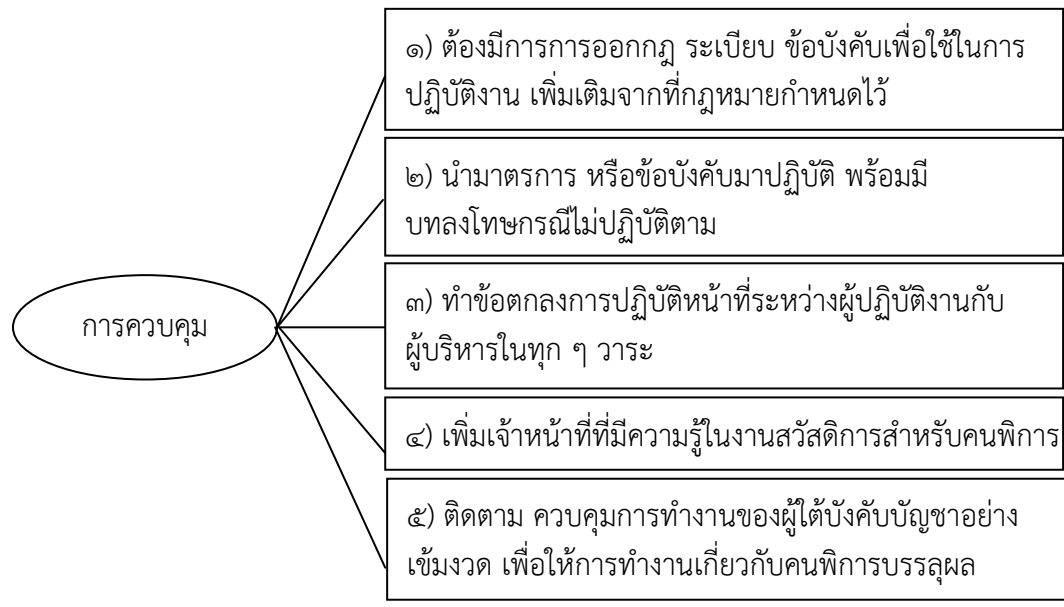 การควบคุม
๑) ต้องมีการการออกกฎ ระเบียบ ข้อบังคับเพื่อใช้ในการ
ปฏิบัติงาน เพิ่มเติมจากที่กฎหมายกำหนดไว้
๒) นำมาตรการ หรือข้อบังคับมาปฏิบัติ พร้อมมี
บทลงโทษกรณีไม่ปฏิบัติตาม
๓) ทำข้อตกลงการปฏิบัติหน้าที่ระหว่างผู้ปฏิบัติงานกับ
ผู้บริหารในทุก ๆ วาระ
๔) เพิ่มเจ้าหน้าที่ที่มีความรู้ในงานสวัสดิการสำหรับคนพิการ
๕) ติดตาม ควบคุมการทำงานของผู้ใต้บังคับบัญชาอย่าง
เข้มงวด เพื่อให้การทำงานเกี่ยวกับคนพิการบรรลุผล